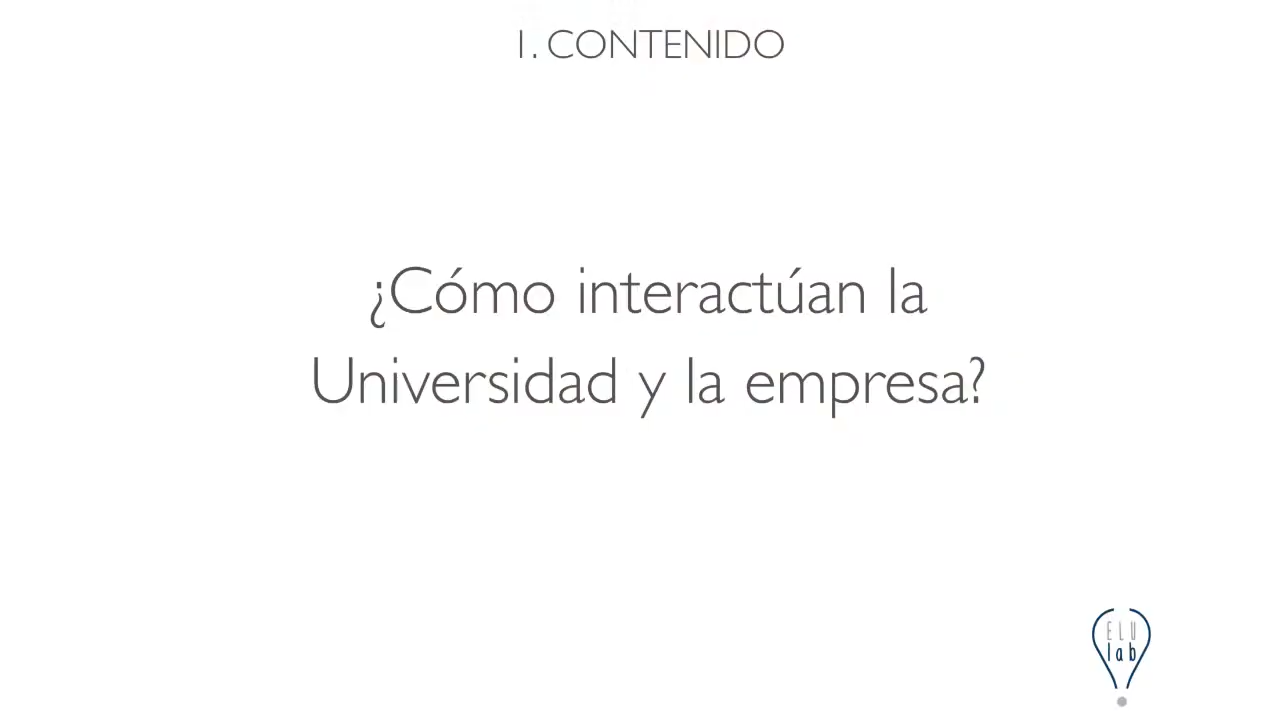 1. CONTENIDO
¿Cómo interactúan la
Universidad y la empresa?
ELU
lab